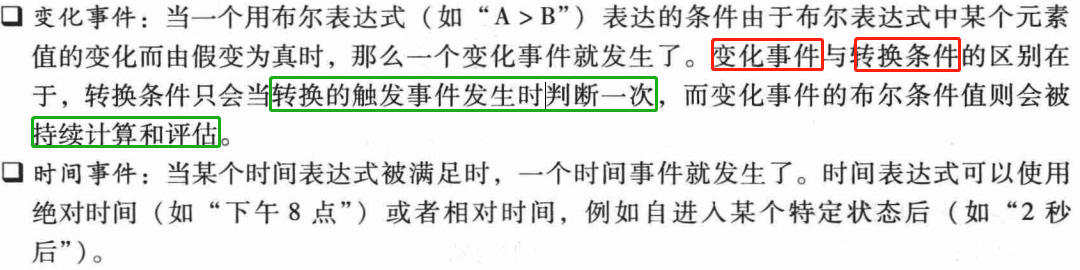 ❑ 变化事件：当一个用布尔表达式（如“A > B”）表达的条件由于布尔表达式中某个元素
值的变化而由假变为真时，那么一个变化事件就发生了。变化事件与转换条件的区别在
于，转换条件只会当转换的触发事件发生时判断一次，而变化事件的布尔条件值则会被
持续计算和评估。
❑ 时间事件：当某个时间表达式被满足时，一个时间事件就发生了。时间表达式可以使用
绝对时间（如“下午 8 点”）或者相对时间，例如自进入某个特定状态后（如“2 秒
后”）。